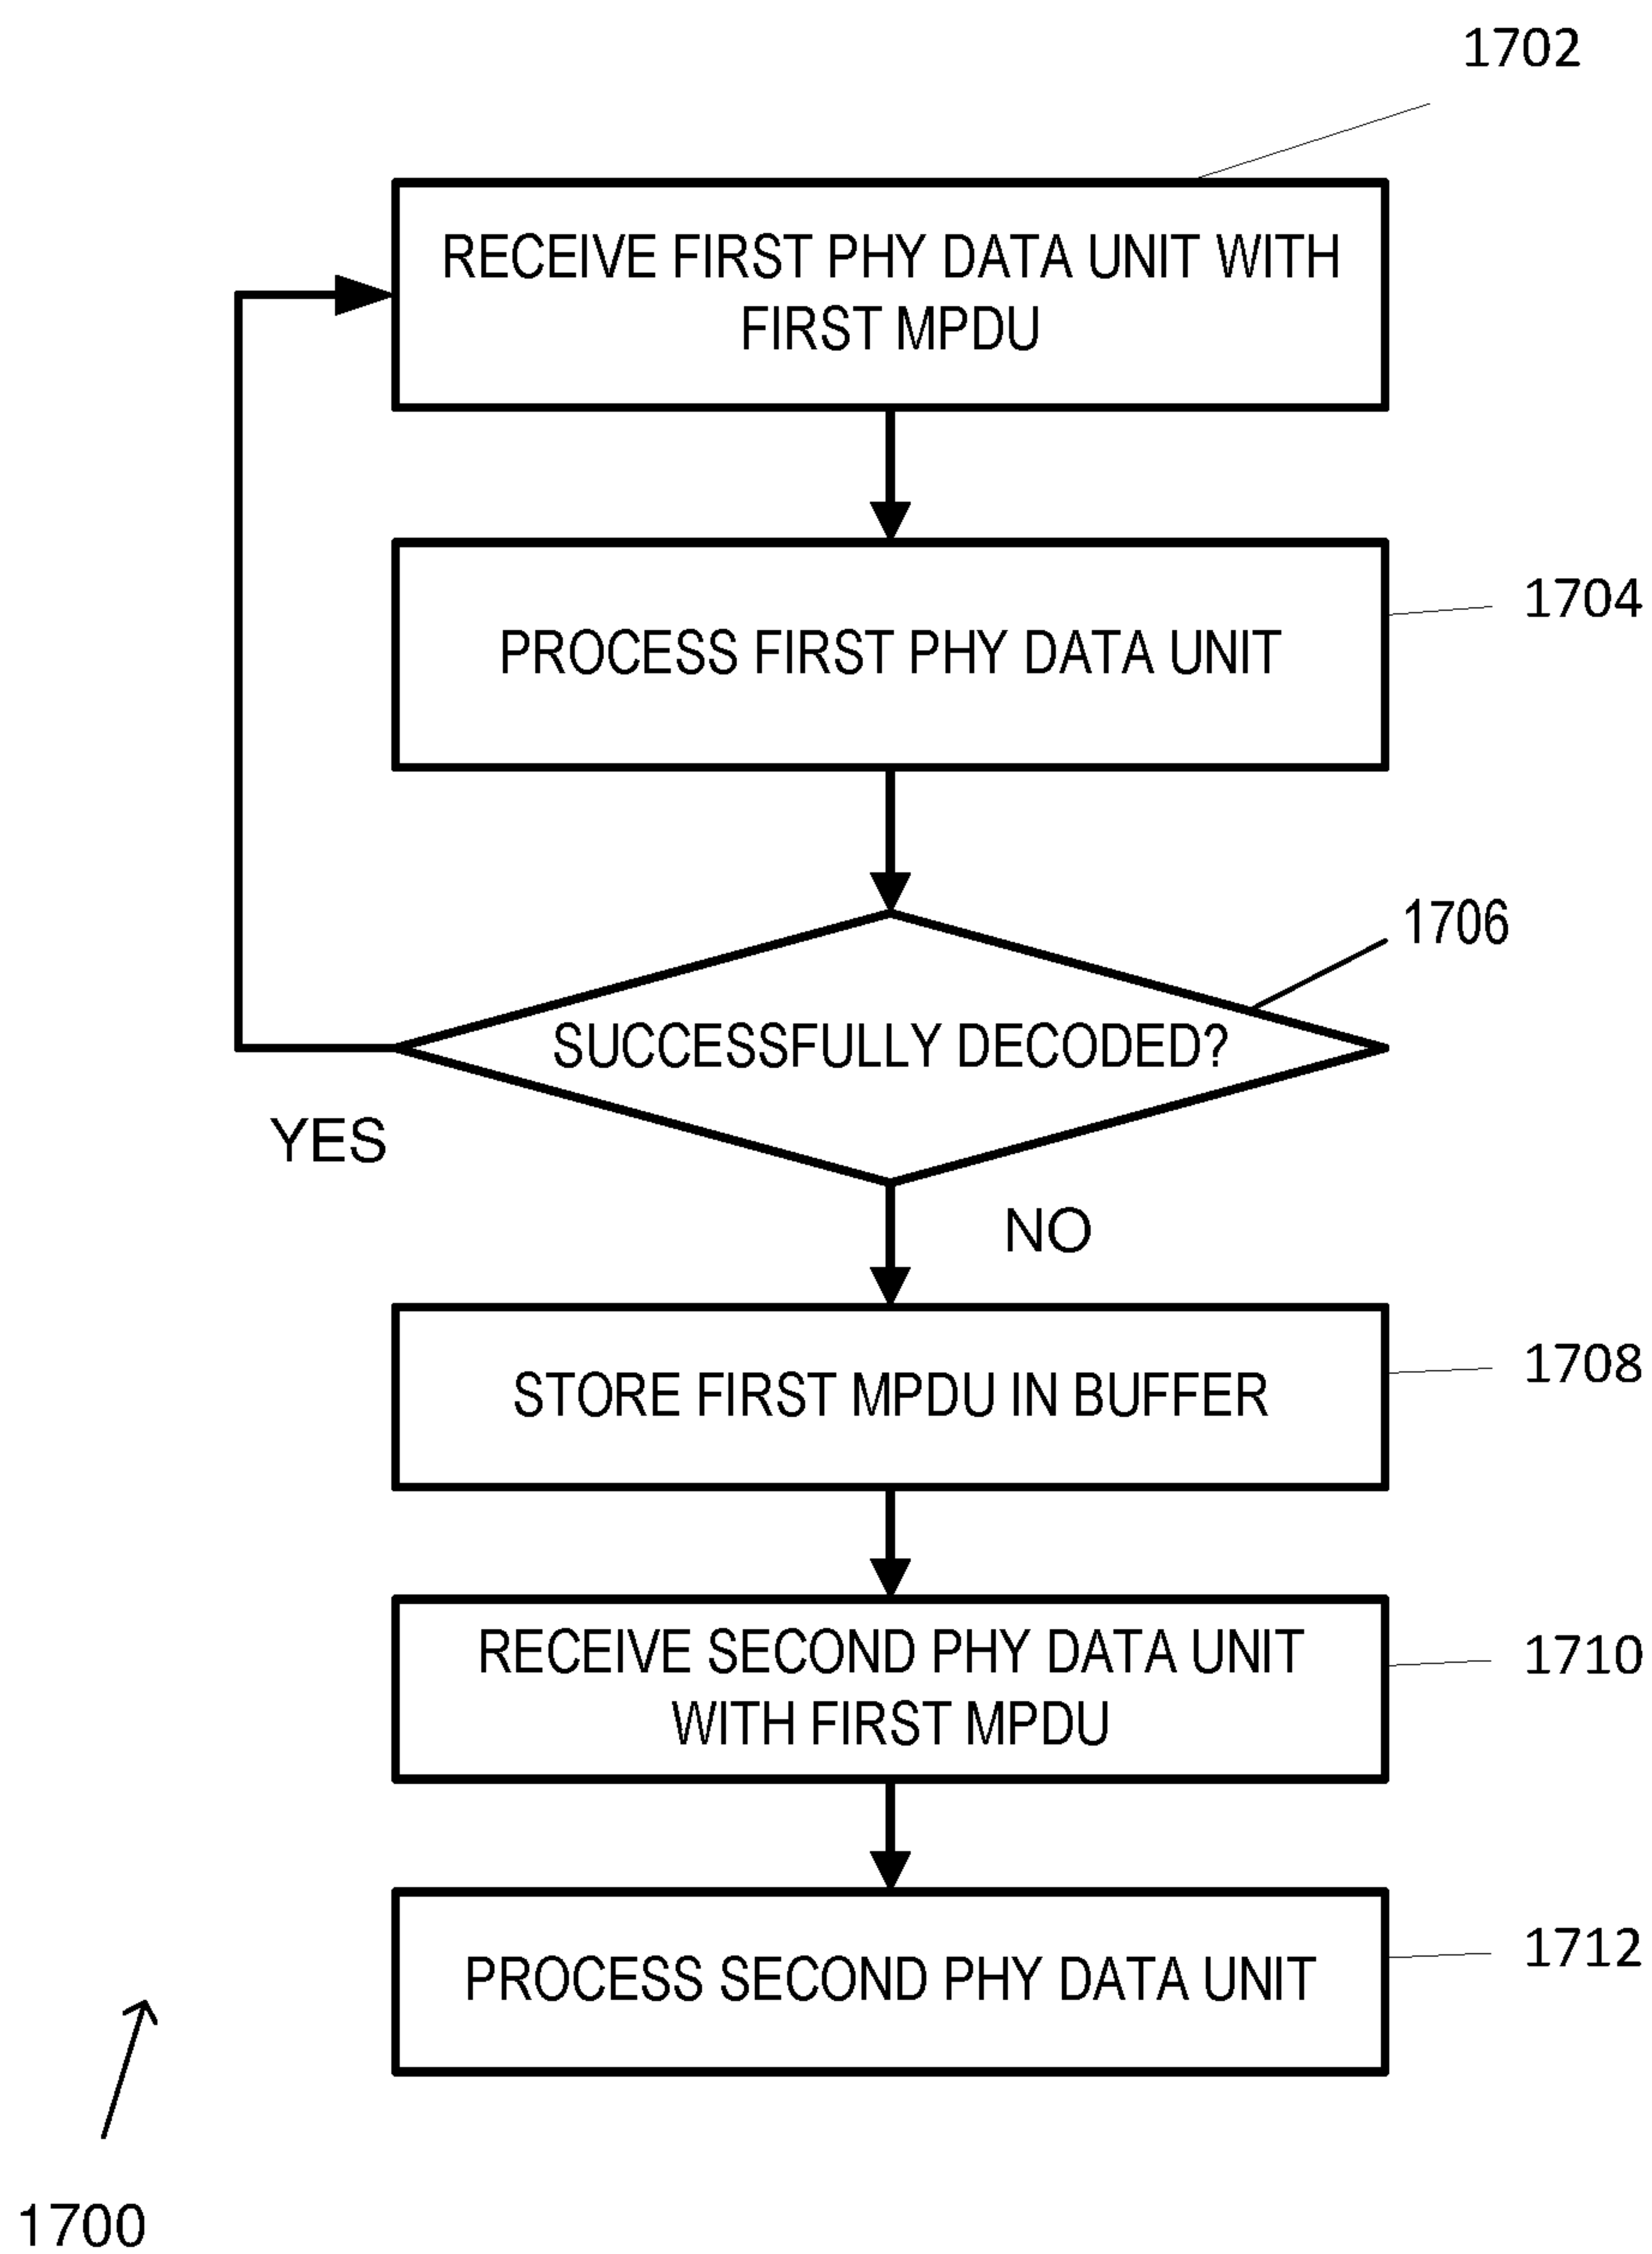 1702
RECEIVE FIRST PHY DATA UNIT WITH
FIRST MPDU
1704
PROCESS FIRST PHY DATA UNIT
1706
SUCCESSFULLY DECODED?
YES
NO
1708
STORE FIRST MPDU IN BUFFER
1710
RECEIVE SECOND PHY DATA UNIT
WITH FIRST MPDU
1712
PROCESS SECOND PHY DATA UNIT
1700